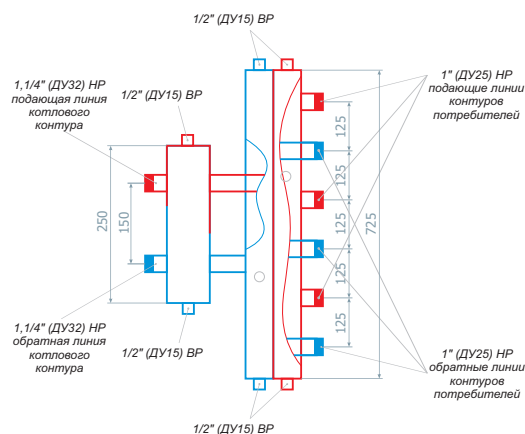 1/2" (ДУ15) ВР
1,1/4" (ДУ32) НР
подающая линия
котлового
контура
1/2" (ДУ15) ВР
1" (ДУ25) НР
подающие линии
контуров
потребителей
125
125
125
125
125
725
250
150
1,1/4" (ДУ32) НР
обратная линия
котлового
контура
1/2" (ДУ15) ВР
1" (ДУ25) НР
обратные линии
контуров
потребителей
1/2" (ДУ15) ВР